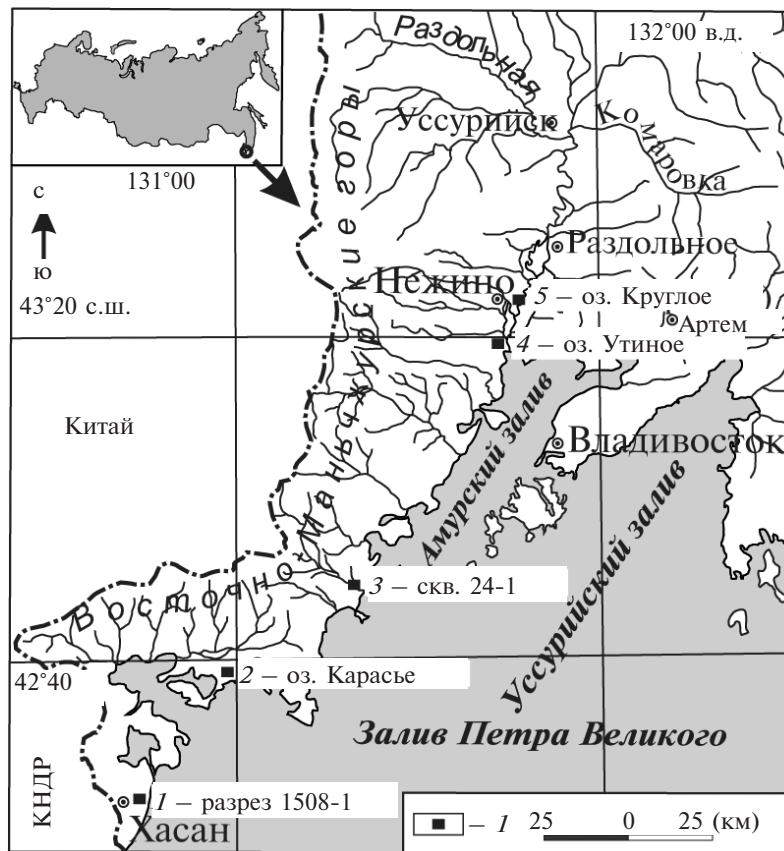 132°00 в.д.
Раздольная
Уссурийск
Комаровка
131°00
с
ю
43°20 с.ш.
Раздольное
Нежино
5 – оз. Круглое
Артем
4 – оз. Утиное
Китай
Владивосток
Амурский залив
Уссурийский залив
Восточно-Маньчжурские горы
3 – скв. 24-1
42°40
2 – оз. Карасье
Залив Петра Великого
КНДР
1 – разрез 1508-1
Хасан
– 1
25 0 25 (км)